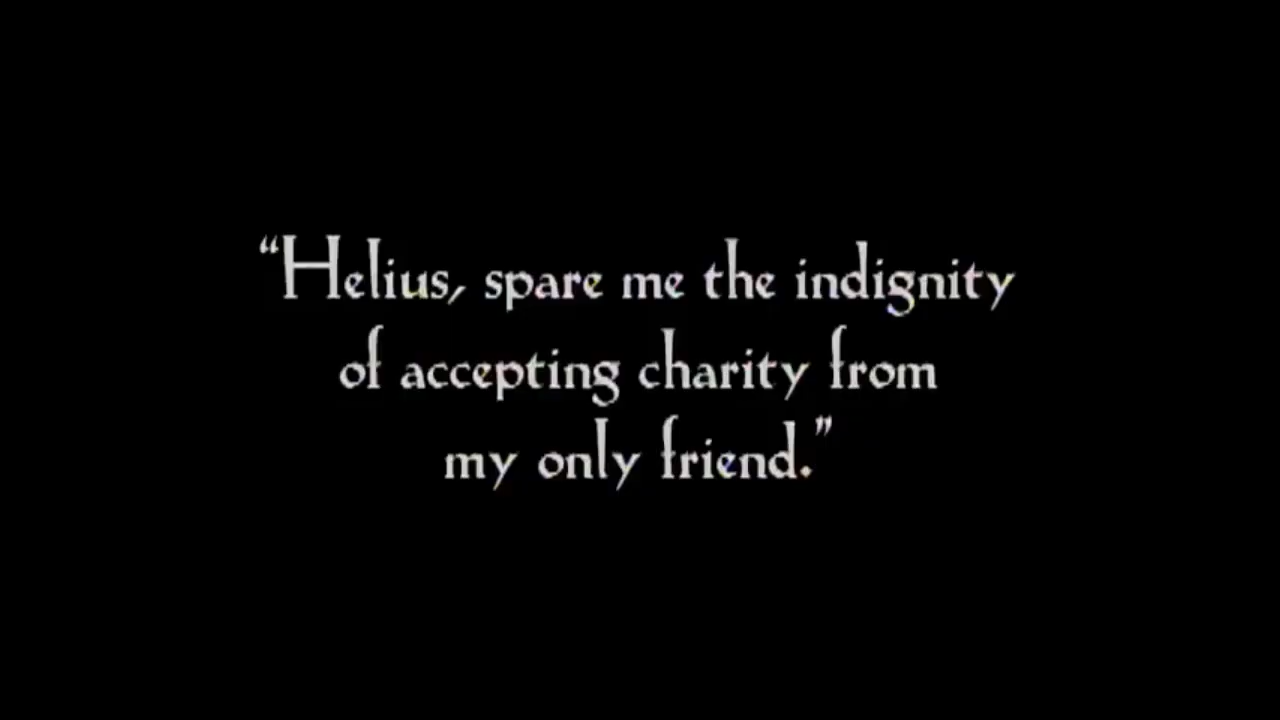 “Helius, spare me the indignity
of accepting charity from
my only friend.”